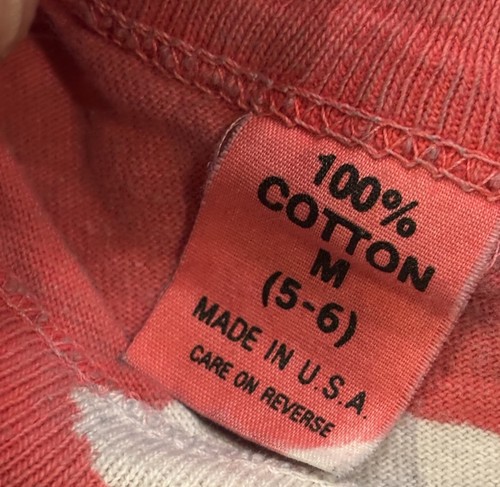 100%
COTTON
M
(5-6)
MADE IN U.S.A.
CARE ON REVERSE